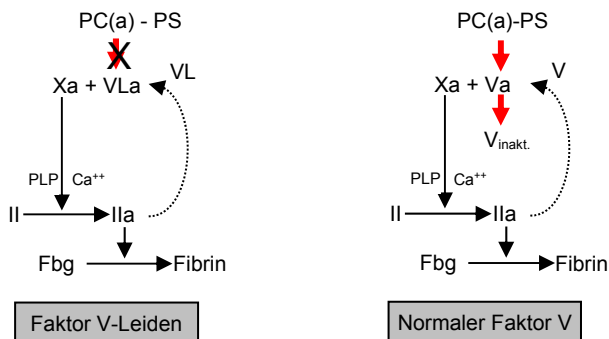 PC(a) - PS
X
VL
Xa + VLa
PLP Ca⁺⁺
II IIa
Fbg Fibrin
Faktor V-Leiden
PC(a)-PS
V
Xa + Va
Vinakt.
PLP Ca⁺⁺
II IIa
Fbg Fibrin
Normaler Faktor V